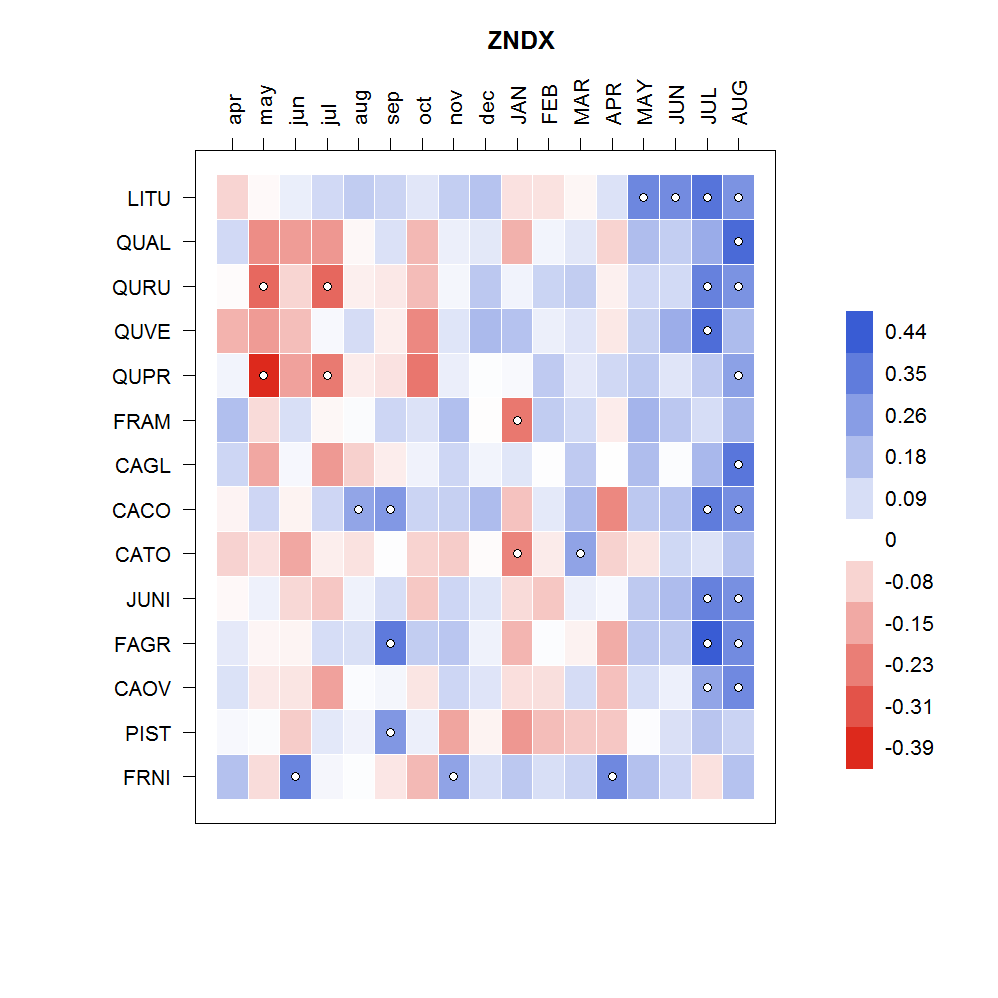 ZNDX
apr may jun jul aug sep oct nov dec JAN FEB MAR APR MAY JUN JUL AUG
LITU
QUAL
QURU
QUVE
QUPR
FRAM
CAGL
CACO
CATO
JUNI
FAGR
CAOV
PIST
FRNI
0.44
0.35
0.26
0.18
0.09
0
-0.08
-0.15
-0.23
-0.31
-0.39